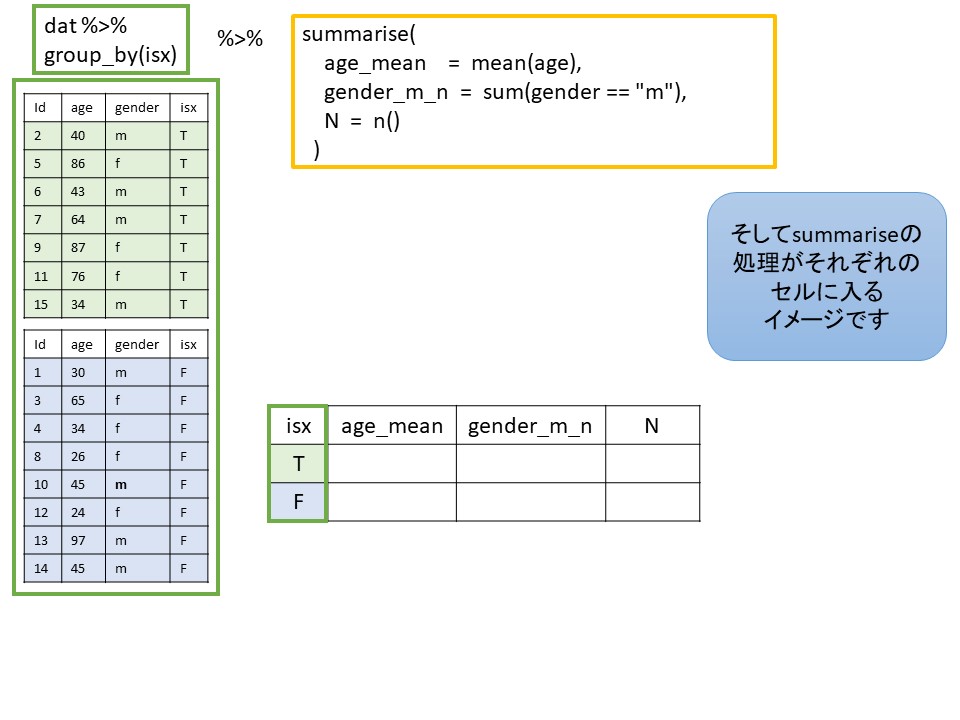 dat %>%
group_by(isx)
%>%
summarise(
age_mean = mean(age),
gender_m_n = sum(gender == "m"),
N = n()
)
Id age gender isx
2 40 m T
5 86 f T
6 43 m T
7 64 m T
9 87 f T
11 76 f T
15 34 m T
Id age gender isx
1 30 m F
3 65 f F
4 34 f F
8 26 f F
10 45 m F
12 24 f F
13 97 m F
14 45 m F
そしてsummariseの
処理がそれぞれの
セルに入る
イメージです
isx age_mean gender_m_n N
T
F